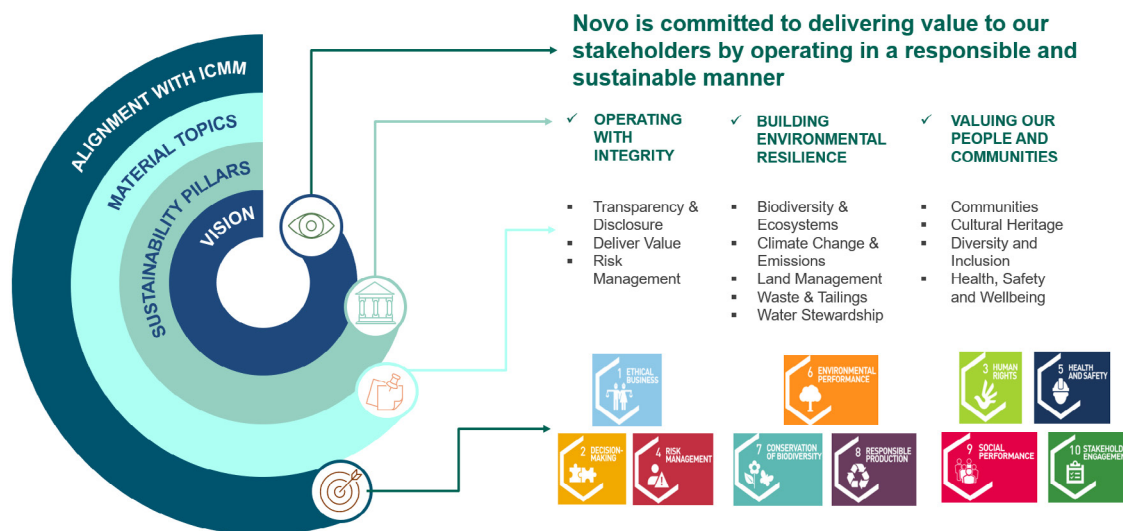 Novo is committed to delivering value to our
stakeholders by operating in a responsible and
sustainable manner
ALIGNMENT WITH ICMM
MATERIAL TOPICS
SUSTAINABILITY PILLARS
VISION
✓ OPERATING
WITH
INTEGRITY
✓ BUILDING
ENVIRONMENTAL
RESILIENCE
✓ VALUING OUR
PEOPLE AND
COMMUNITIES
▪ Transparency &
Disclosure
▪ Deliver Value
▪ Risk
Management
▪ Biodiversity &
Ecosystems
▪ Climate Change &
Emissions
▪ Land Management
▪ Waste & Tailings
▪ Water Stewardship
▪ Communities
▪ Cultural Heritage
▪ Diversity and
Inclusion
▪ Health, Safety
and Wellbeing
1 ETHICAL
BUSINESS
2 DECISION-
MAKING
4 RISK
MANAGEMENT
6 ENVIRONMENTAL
PERFORMANCE
7 CONSERVATION
OF BIODIVERSITY
8 RESPONSIBLE
PRODUCTION
3 HUMAN
RIGHTS
5 HEALTH
AND SAFETY
9 SOCIAL
PERFORMANCE
10 STAKEHOLD
ENGAGEMEN